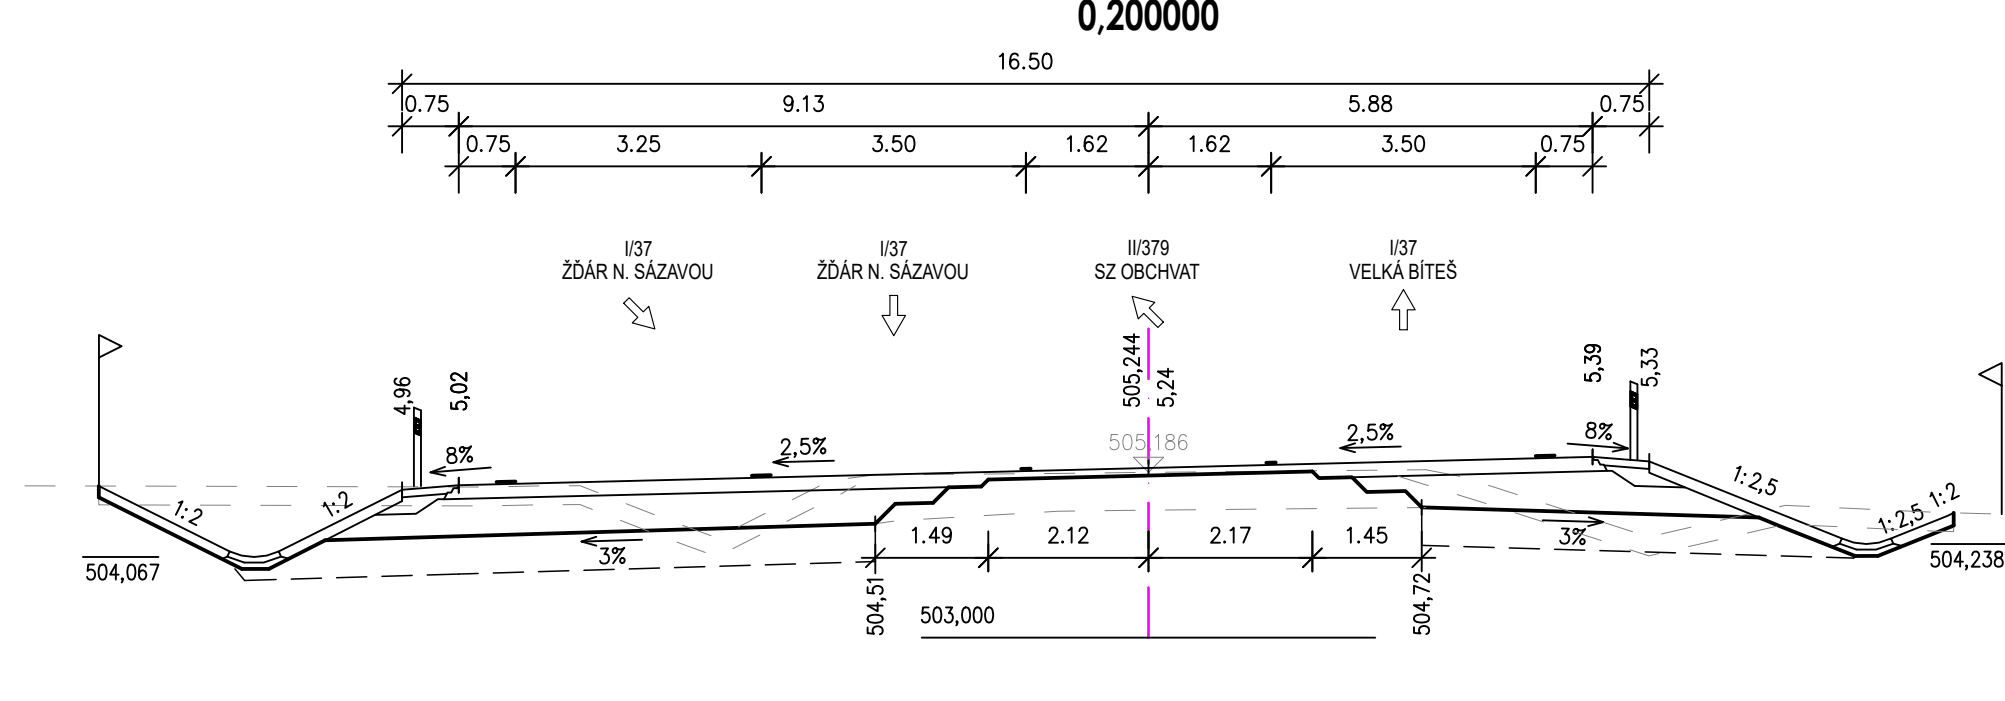 0,200000
16.50
0.75 9.13 5.88 0.75
0.75 3.25 3.50 1.62 1.62 3.50 0.75
I/37 I/37 II/379 I/37
ŽĎÁR N. SÁZAVOU ŽĎÁR N. SÁZAVOU SZ OBCHVAT VELKÁ BÍTEŠ
4,96 5,02 505,244 5,24 5,39 5,33
8% 2,5% 505,186 2,5% 8%
1:2 1:2 1:2,5 1:2,5 1:2
3% 1.49 2.12 2.17 1.45 3%
504,067 504,238
504,51 503,000 504,72